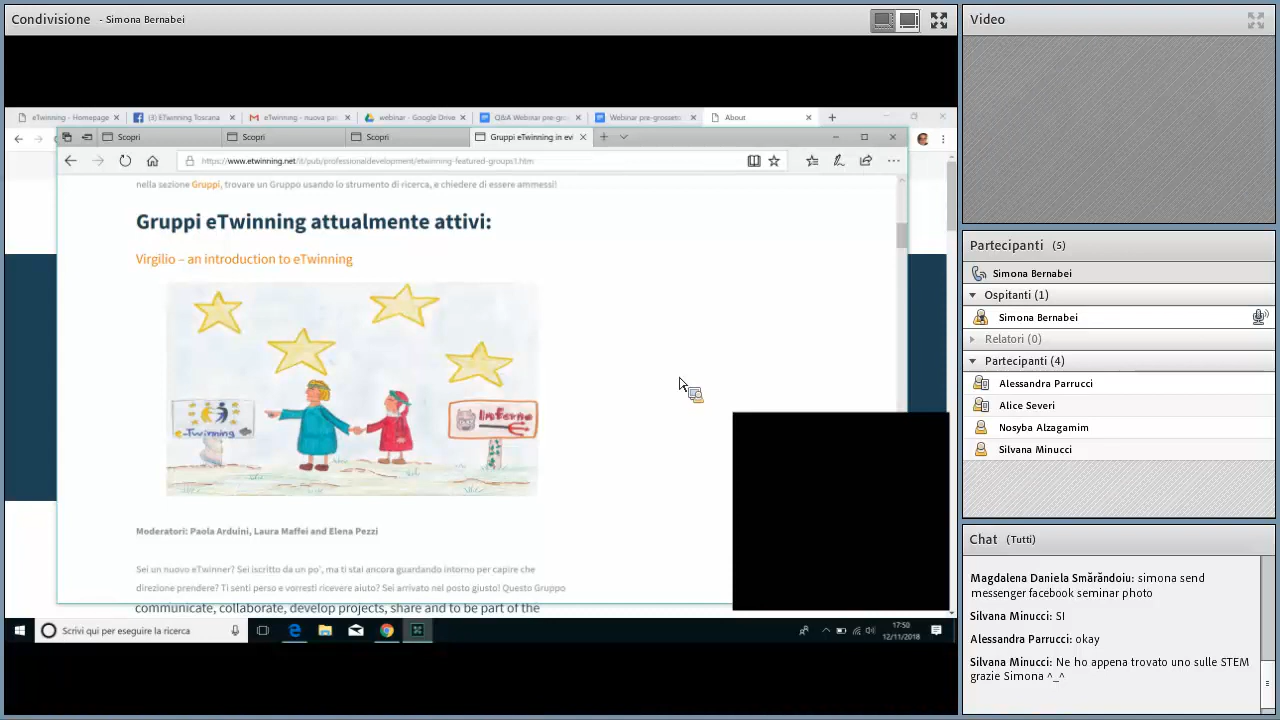 Condivisione - Simona Bernabei
eTwinning - Homepage
(3) ETwinning Toscana
eTwinning - nuova pa
webinar - Google Drive
Q&A Webinar pre-gros
Webinar pre-grosseto
About
Scopri
Scopri
Scopri
Gruppi eTwinning in evi
https://www.etwinning.net/it/pub/professionaldevelopment/etwinning-featured-groups1.htm
nella sezione Gruppi, trovare un Gruppo usando lo strumento di ricerca, e chiedere di essere ammessi!
Gruppi eTwinning attualmente attivi:
Virgilio – an introduction to eTwinning
e-Twinning
Inferno
Moderatori: Paola Arduini, Laura Maffei and Elena Pezzi
Sei un nuovo eTwinner? Sei iscritto da un po', ma ti stai ancora guardando intorno per capire che
direzione prendere? Ti senti perso e vorresti ricevere aiuto? Sei arrivato nel posto giusto! Questo Gruppo
communicate, collaborate, develop projects, share and to be part of the
Scrivi qui per eseguire la ricerca
17:50
12/11/2018
Video
Partecipanti (5)
Simona Bernabei
Ospitanti (1)
Simona Bernabei
Relatori (0)
Partecipanti (4)
Alessandra Parrucci
Alice Severi
Nosyba Alzagamim
Silvana Minucci
Chat (Tutti)
simona send
messenger facebook seminar photo
Silvana Minucci: SI
Alessandra Parrucci: okay
Silvana Minucci: Ne ho appena trovato uno sulle STEM
grazie Simona ^_^